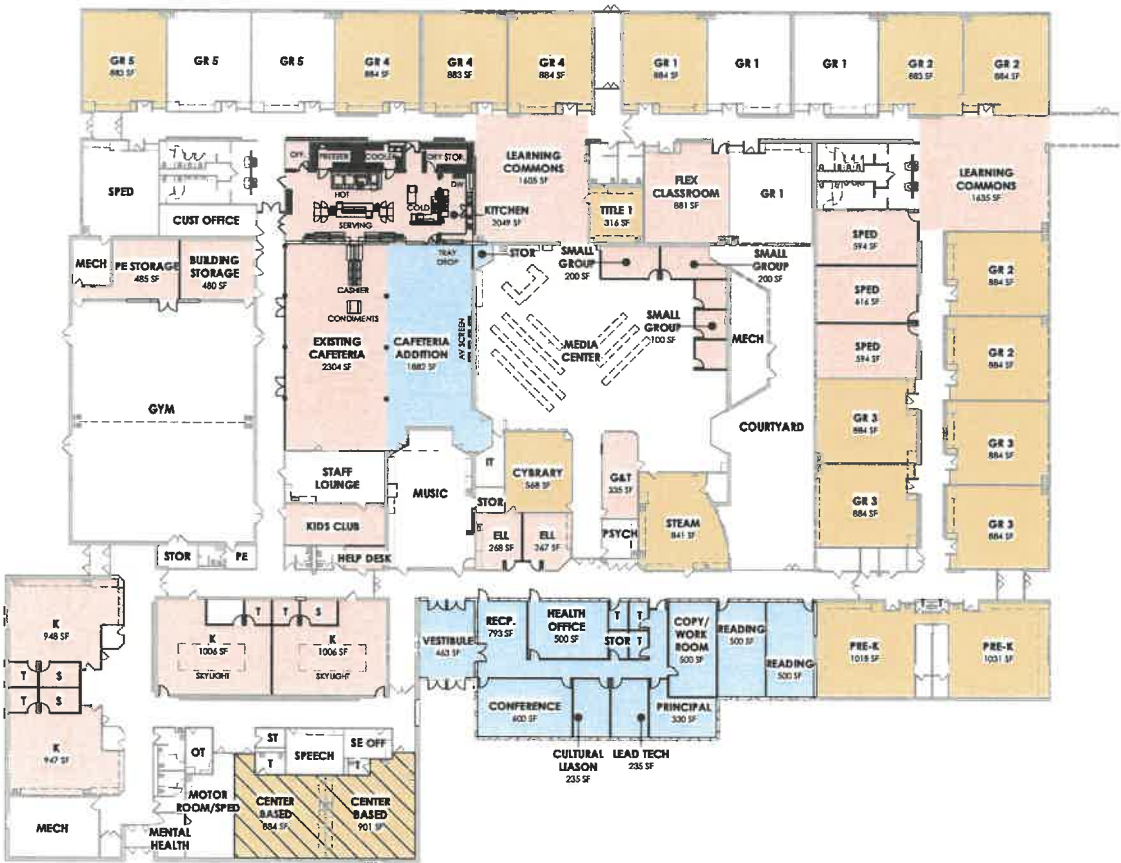 GR 5
883 SF
GR 5
GR 5
GR 4
884 SF
GR 4
883 SF
GR 4
884 SF
GR 1
884 SF
GR 1
GR 1
GR 2
883 SF
GR 2
884 SF
SPED
OFF.
FREEZER
COOLER
DRY STOR.
DW
HOT
COLD
SERVING
KITCHEN
2049 SF
LEARNING
COMMONS
1605 SF
TITLE 1
316 SF
FLEX
CLASSROOM
881 SF
GR 1
LEARNING
COMMONS
1635 SF
CUST OFFICE
MECH
PE STORAGE
485 SF
BUILDING
STORAGE
480 SF
TRAY
DROP
STOR
SMALL
GROUP
200 SF
SMALL
GROUP
200 SF
SPED
594 SF
SPED
616 SF
SPED
594 SF
GR 2
884 SF
GR 2
884 SF
CASHIER
CONDIMENTS
EXISTING
CAFETERIA
2304 SF
CAFETERIA
ADDITION
1882 SF
AV SCREEN
MEDIA
CENTER
SMALL
GROUP
100 SF
MECH
GYM
COURTYARD
GR 3
884 SF
GR 3
884 SF
GR 3
884 SF
GR 3
884 SF
STAFF
LOUNGE
MUSIC
IT
CYBRARY
568 SF
G&T
335 SF
STOR
KIDS CLUB
ELL
268 SF
ELL
267 SF
PSYCH
STEAM
841 SF
STOR
PE
HELP DESK
K
948 SF
T
S
T
S
K
947 SF
T
T
S
K
1006 SF
SKYLIGHT
K
1006 SF
SKYLIGHT
VESTIBULE
463 SF
RECP.
793 SF
HEALTH
OFFICE
500 SF
T
T
STOR
T
COPY/
WORK
ROOM
500 SF
READING
500 SF
READING
500 SF
PRE-K
1018 SF
PRE-K
1031 SF
CONFERENCE
600 SF
PRINCIPAL
330 SF
CULTURAL
LIASON
235 SF
LEAD TECH
235 SF
MECH
OT
ST
T
SPEECH
SE OFF
T
MOTOR
ROOM/SPED
MENTAL
HEALTH
CENTER
BASED
884 SF
CENTER
BASED
901 SF